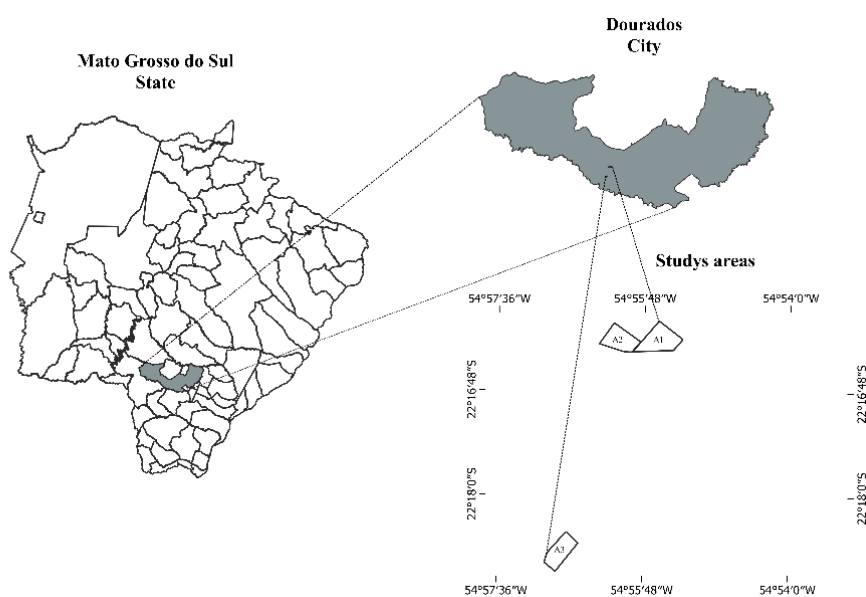 Mato Grosso do Sul
State
Dourados
City
Studys areas
54°57'36"W
54°55'48"W
54°54'0"W
A2
A1
22°16'48"S
22°16'48"S
22°18'0"S
22°18'0"S
A3
54°57'36"W
54°55'48"W
54°54'0"W